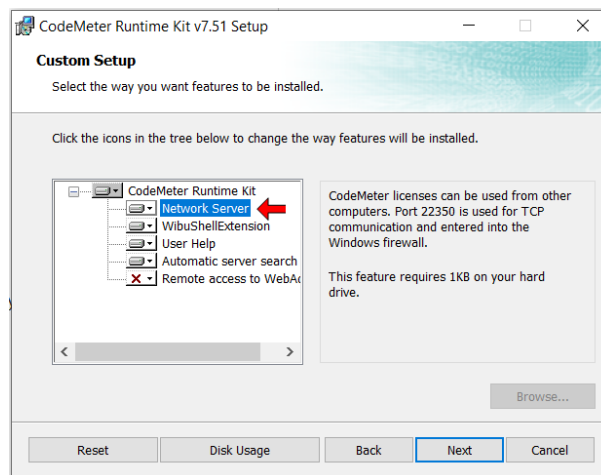 CodeMeter Runtime Kit v7.51 Setup
Custom Setup
Select the way you want features to be installed.
Click the icons in the tree below to change the way features will be installed.
CodeMeter Runtime Kit
Network Server
WibuShellExtension
User Help
Automatic server search
Remote access to WebAc
CodeMeter licenses can be used from other
computers. Port 22350 is used for TCP
communication and entered into the
Windows firewall.
This feature requires 1KB on your hard
drive.
Browse...
Reset
Disk Usage
Back
Next
Cancel